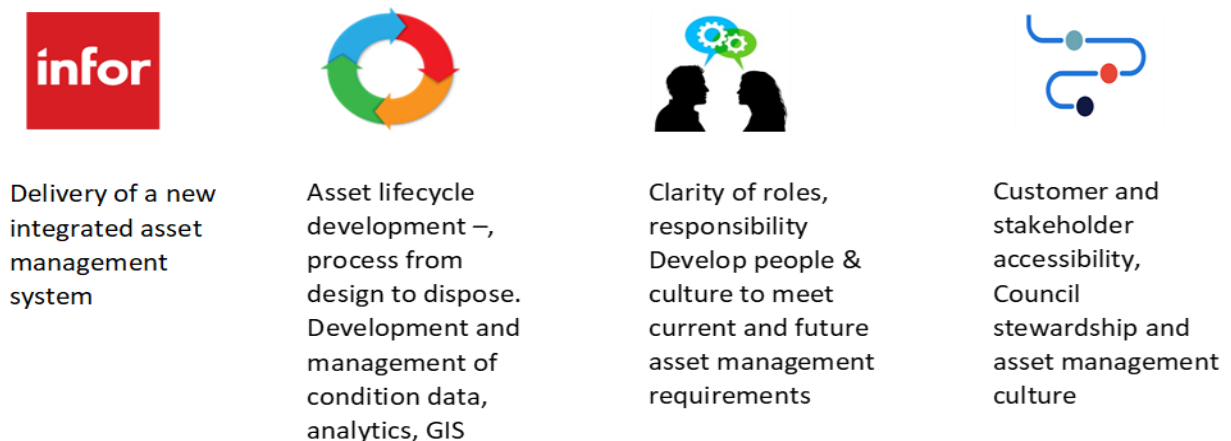 infor
Delivery of a new
integrated asset
management
system
Asset lifecycle
development –,
process from
design to dispose.
Development and
management of
condition data,
analytics, GIS
Clarity of roles,
responsibility
Develop people &
culture to meet
current and future
asset management
requirements
Customer and
stakeholder
accessibility,
Council
stewardship and
asset management
culture